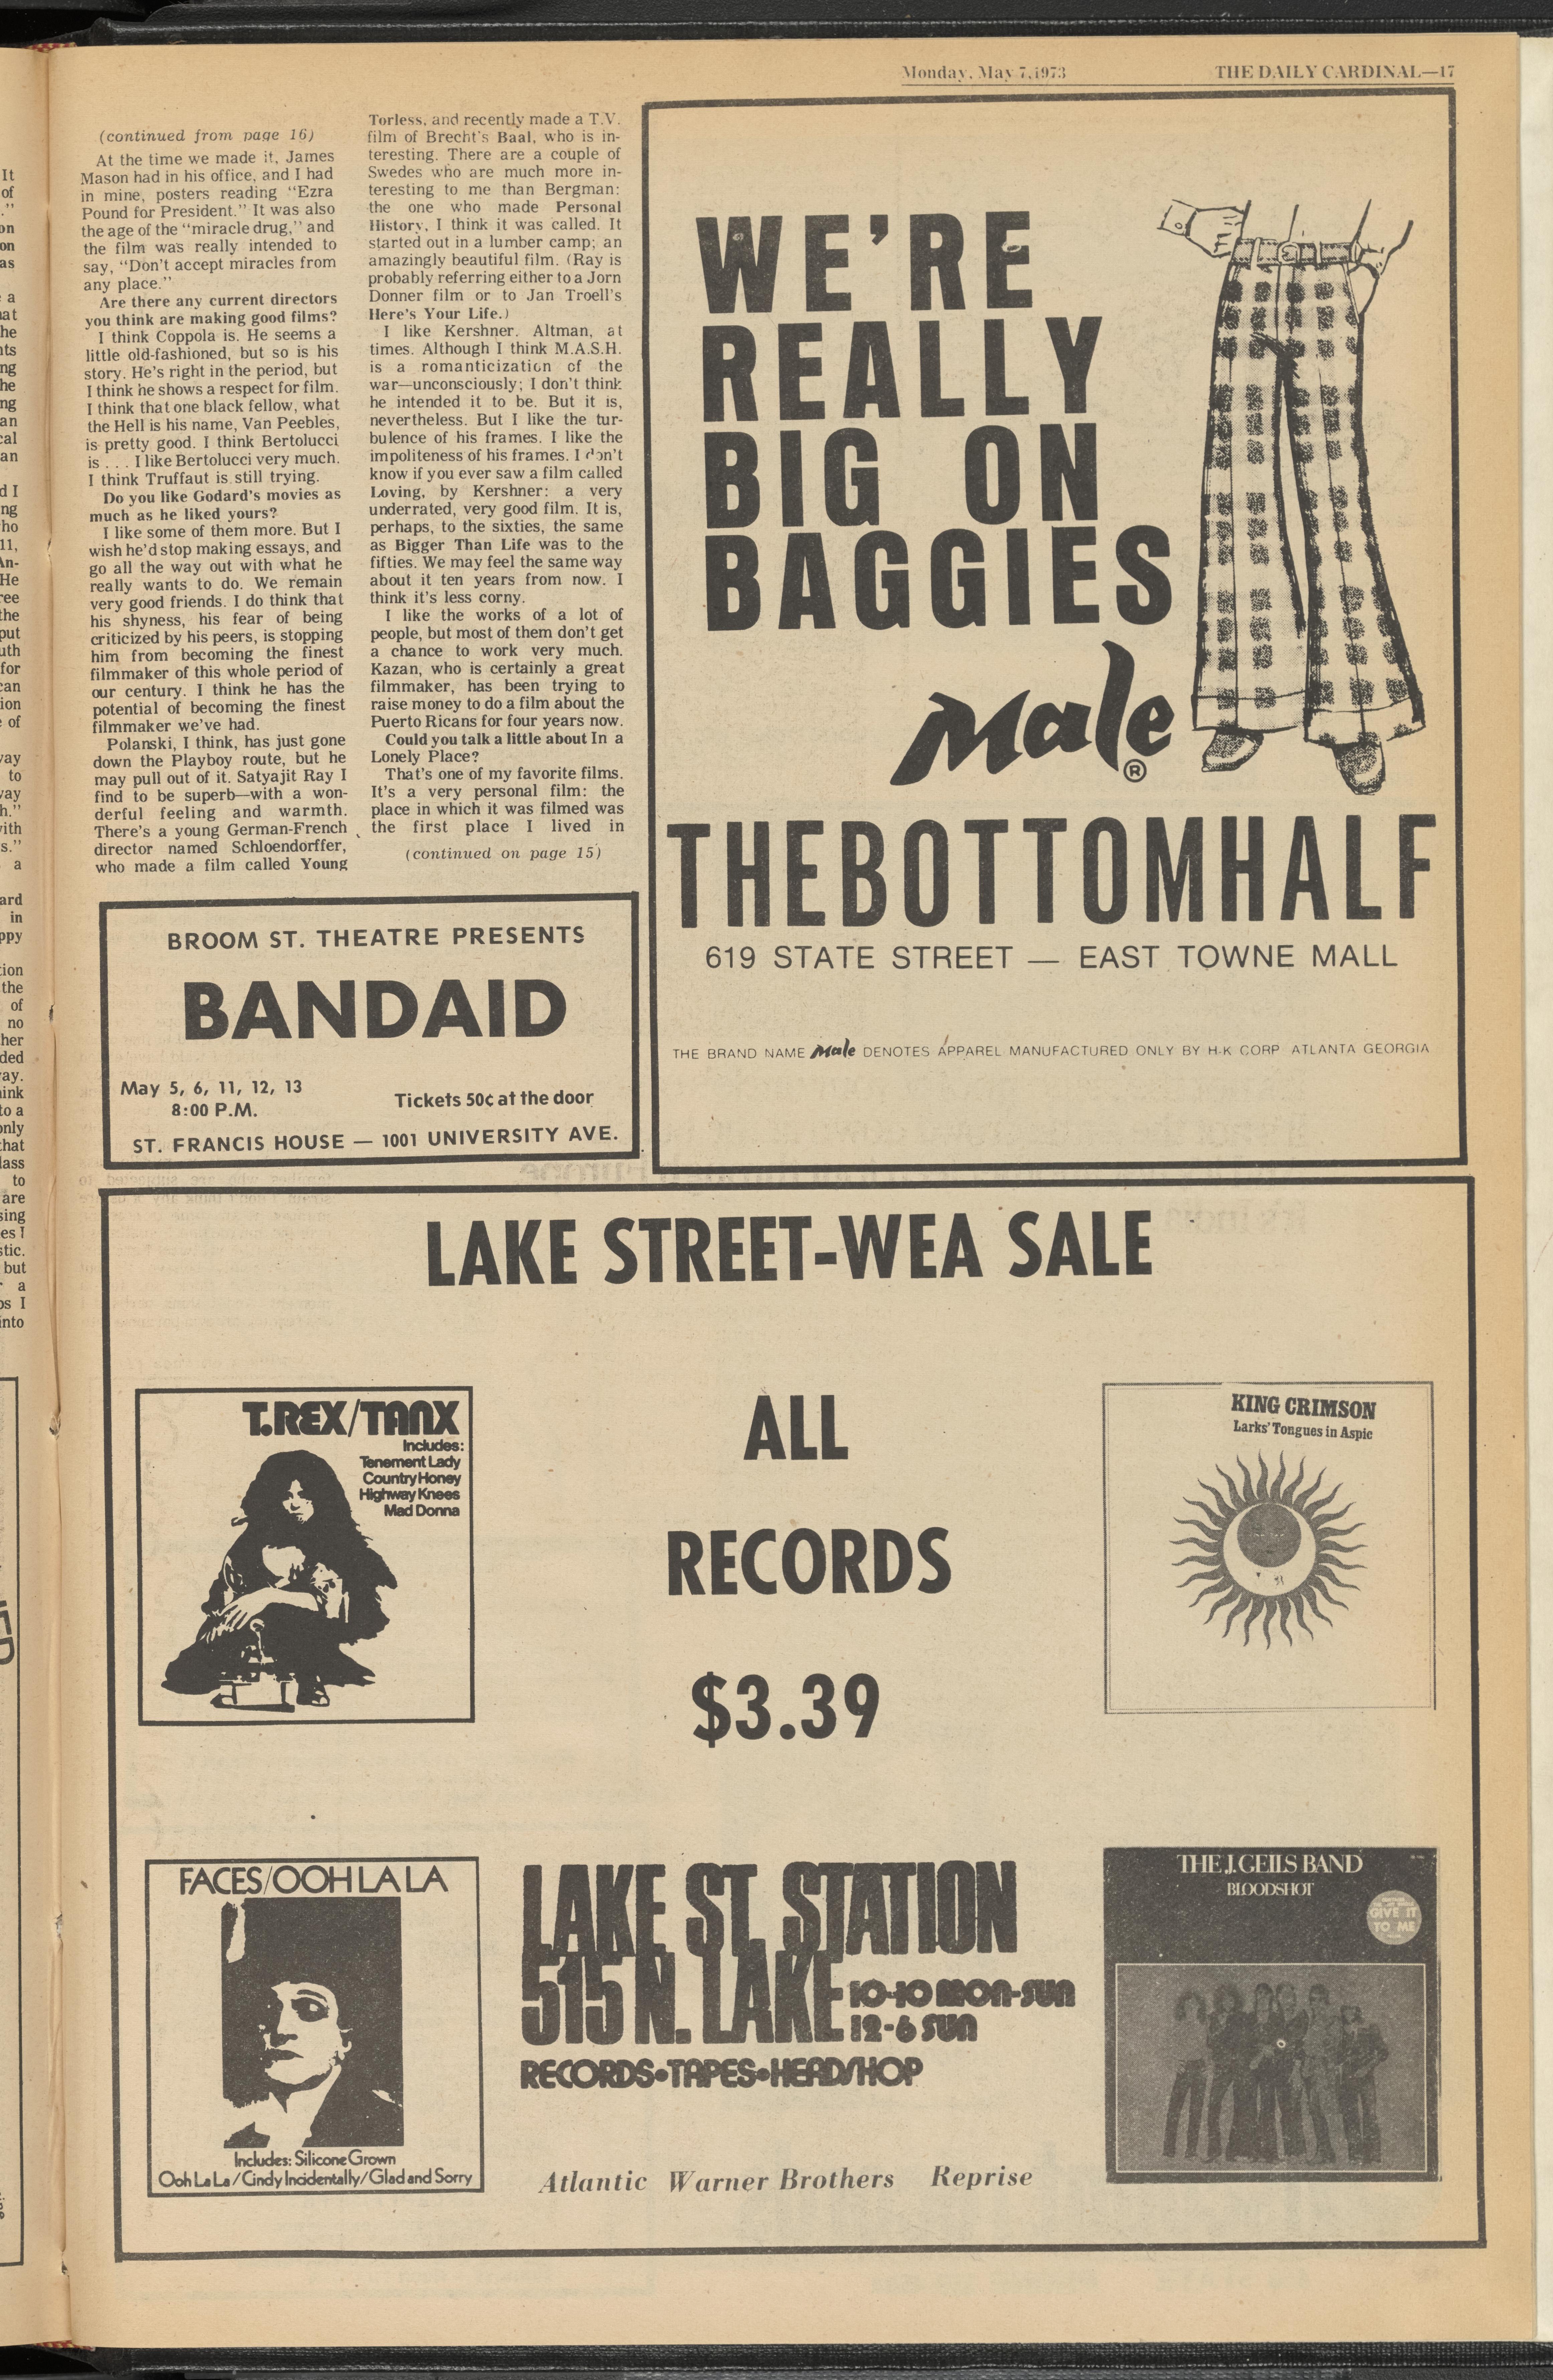 Monday, May 7, 1973
THE DAILY CARDINAL—17
(continued from page 16)
At the time we made it, James
Mason had in his office, and I had
in mine, posters reading "Ezra
Pound for President." It was also
the age of the "miracle drug," and
the film was really intended to
say, "Don't accept miracles from
any place."
Are there any current directors
you think are making good films?
I think Coppola is. He seems a
little old-fashioned, but so is his
story. He's right in the period, but
I think he shows a respect for film.
I think that one black fellow, what
the Hell is his name, Van Peebles,
is pretty good. I think Bertolucci
is . . . I like Bertolucci very much.
I think Truffaut is still trying.
Do you like Godard's movies as
much as he liked yours?
I like some of them more. But I
wish he'd stop making essays, and
go all the way out with what he
really wants to do. We remain
very good friends. I do think that
his shyness, his fear of being
criticized by his peers, is stopping
him from becoming the finest
filmmaker of this whole period of
our century. I think he has the
potential of becoming the finest
filmmaker we've had.
Polanski, I think, has just gone
down the Playboy route, but he
may pull out of it. Satyajit Ray I
find to be superb—with a won-
derful feeling and warmth.
There's a young German-French
director named Schloendorffer,
who made a film called Young
Torless, and recently made a T.V.
film of Brecht's Baal, who is in-
teresting. There are a couple of
Swedes who are much more in-
teresting to me than Bergman:
the one who made Personal
History, I think it was called. It
started out in a lumber camp; an
amazingly beautiful film. (Ray is
probably referring either to a Jorn
Donner film or to Jan Troell's
Here's Your Life.)
I like Kershner. Altman, at
times. Although I think M.A.S.H.
is a romanticization of the
war—unconsciously; I don't think
he intended it to be. But it is,
nevertheless. But I like the tur-
bulence of his frames. I like the
impoliteness of his frames. I don't
know if you ever saw a film called
Loving, by Kershner: a very
underrated, very good film. It is,
perhaps, to the sixties, the same
as Bigger Than Life was to the
fifties. We may feel the same way
about it ten years from now. I
think it's less corny.
I like the works of a lot of
people, but most of them don't get
a chance to work very much.
Kazan, who is certainly a great
filmmaker, has been trying to
raise money to do a film about the
Puerto Ricans for four years now.
Could you talk a little about In a
Lonely Place?
That's one of my favorite films.
It's a very personal film: the
place in which it was filmed was
the first place I lived in
(continued on page 15)
WE'RE
REALLY
BIG ON
BAGGIES
Male
®
THEBOTTOMHALF
619 STATE STREET — EAST TOWNE MALL
THE BRAND NAME Male DENOTES APPAREL MANUFACTURED ONLY BY H-K CORP ATLANTA GEORGIA
BROOM ST. THEATRE PRESENTS
BANDAID
May 5, 6, 11, 12, 13
8:00 P.M.
Tickets 50¢ at the door
ST. FRANCIS HOUSE — 1001 UNIVERSITY AVE.
LAKE STREET-WEA SALE
T.REX/TANX
Includes:
Tenement Lady
Country Honey
Highway Knees
Mad Donna
ALL
RECORDS
$3.39
KING CRIMSON
Larks' Tongues in Aspic
FACES/OOH LA LA
Includes: Silicone Grown
Ooh La La/Cindy Incidentally/Glad and Sorry
LAKE ST. STATION
515 N. LAKE
10-10 MON-SUN
12-6 SUN
RECORDS•TAPES•HEADSHOP
Atlantic Warner Brothers Reprise
THE J. GEILS BAND
BLOODSHOT
GIVE IT
TO ME